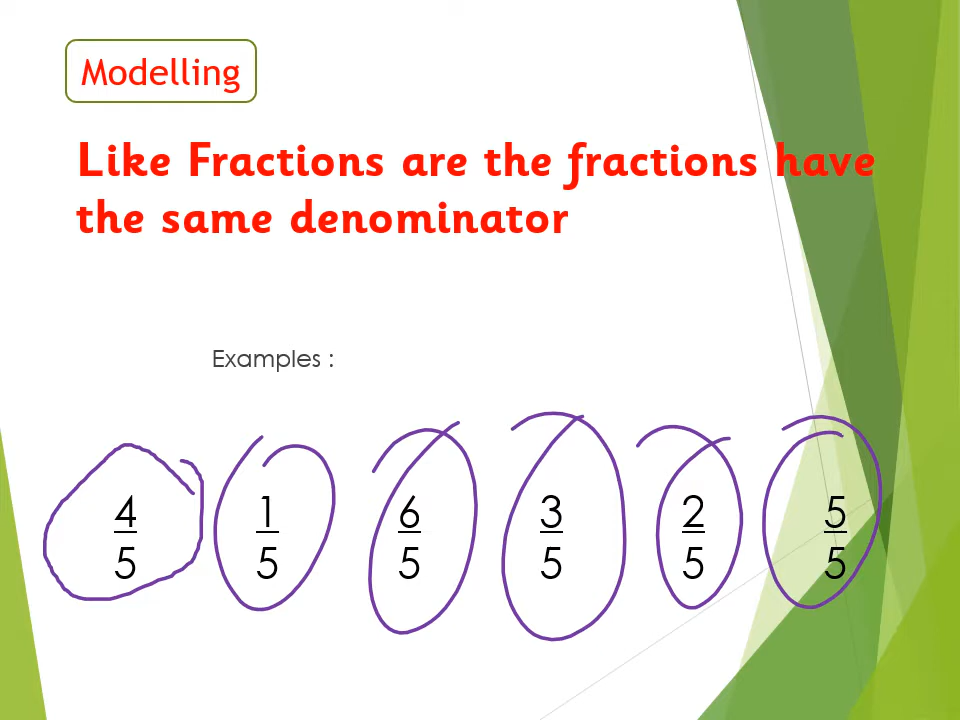 Modelling
Like Fractions are the fractions have
the same denominator
Examples :
4 1 6 3 2 5
5 5 5 5 5 5